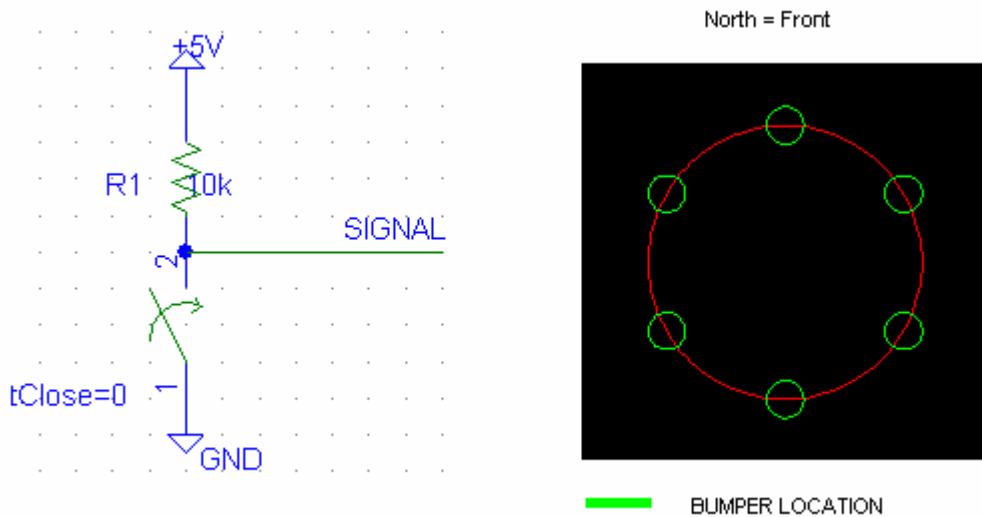 North = Front
+5V
R1
10k
SIGNAL
2
tClose=0
1
GND
BUMPER LOCATION